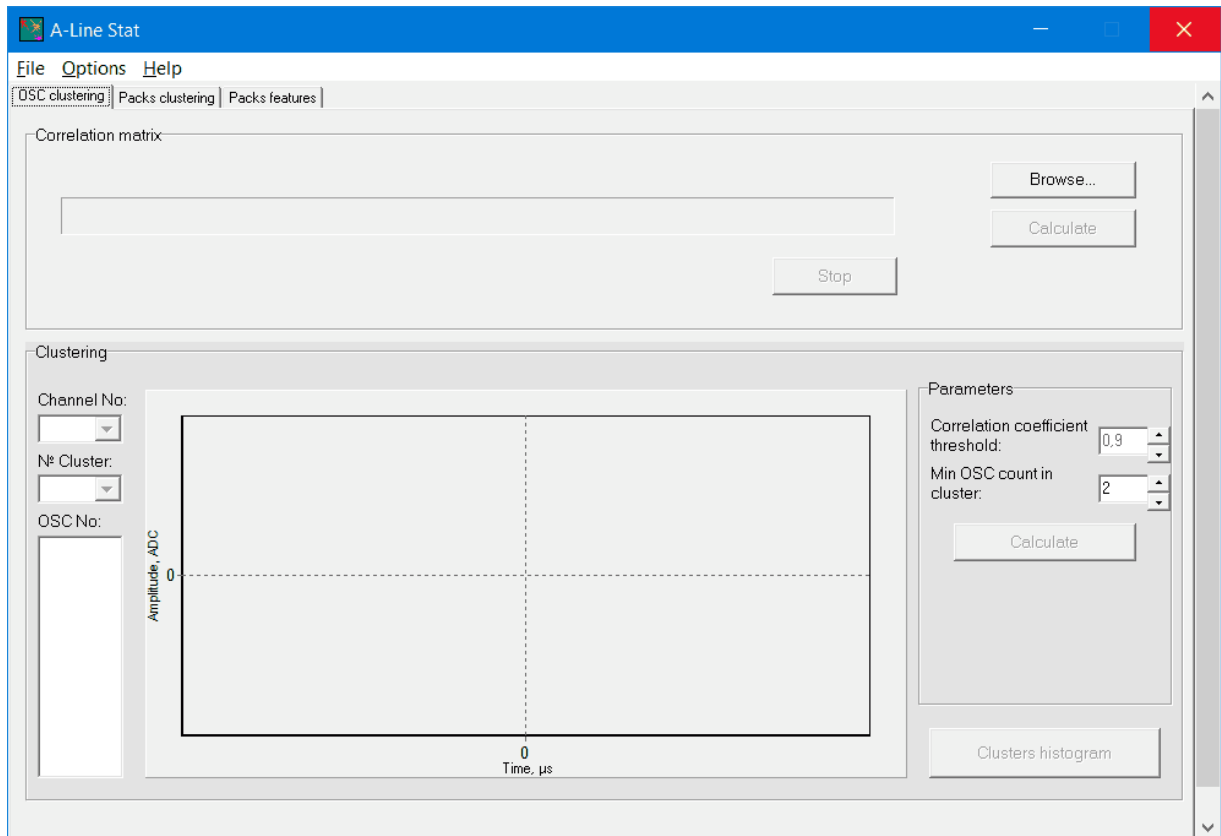 A-Line Stat
File Options Help
OSC clustering Packs clustering Packs features
Correlation matrix
Browse...
Calculate
Stop
Clustering
Channel No:
№ Cluster:
OSC No:
Amplitude, ADC
0
0
Time, µs
Parameters
Correlation coefficient
threshold:
0,9
Min OSC count in
cluster:
2
Calculate
Clusters histogram